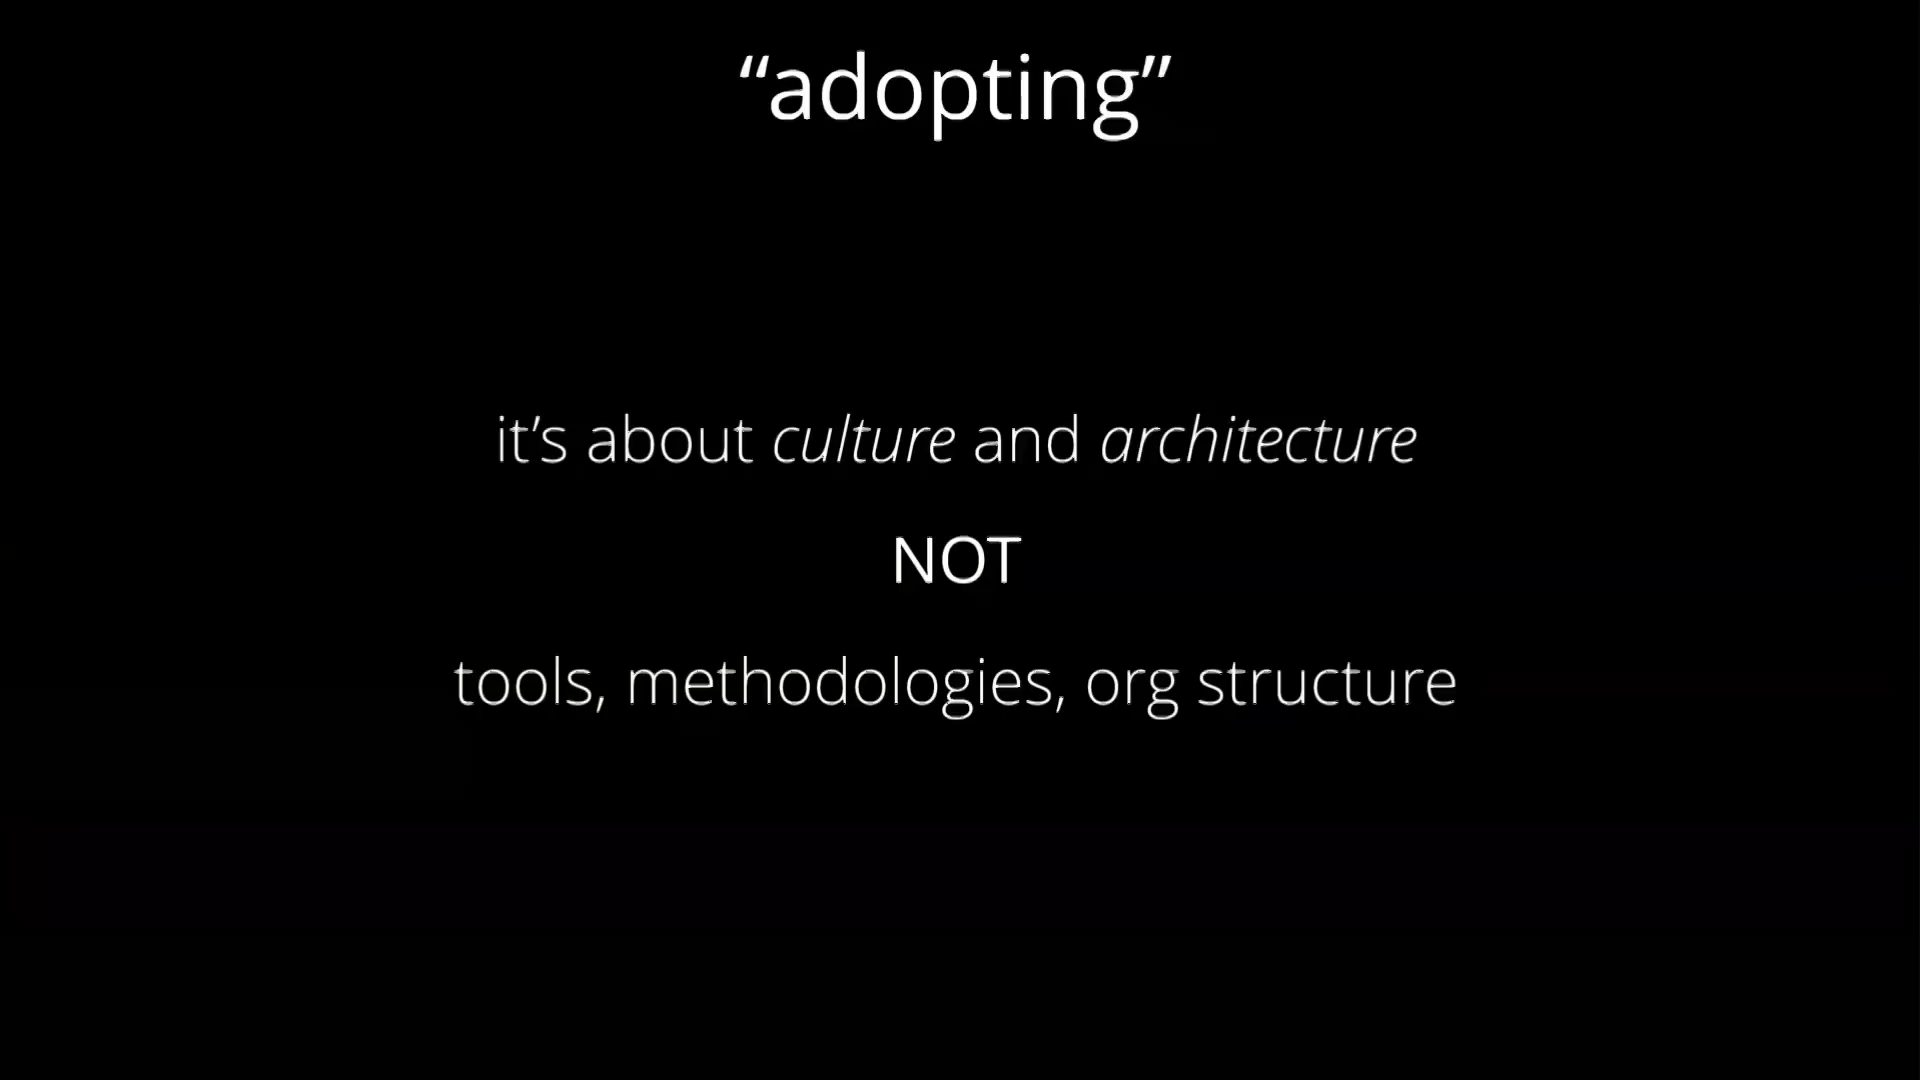 “adopting”
it’s about culture and architecture
NOT
tools, methodologies, org structure